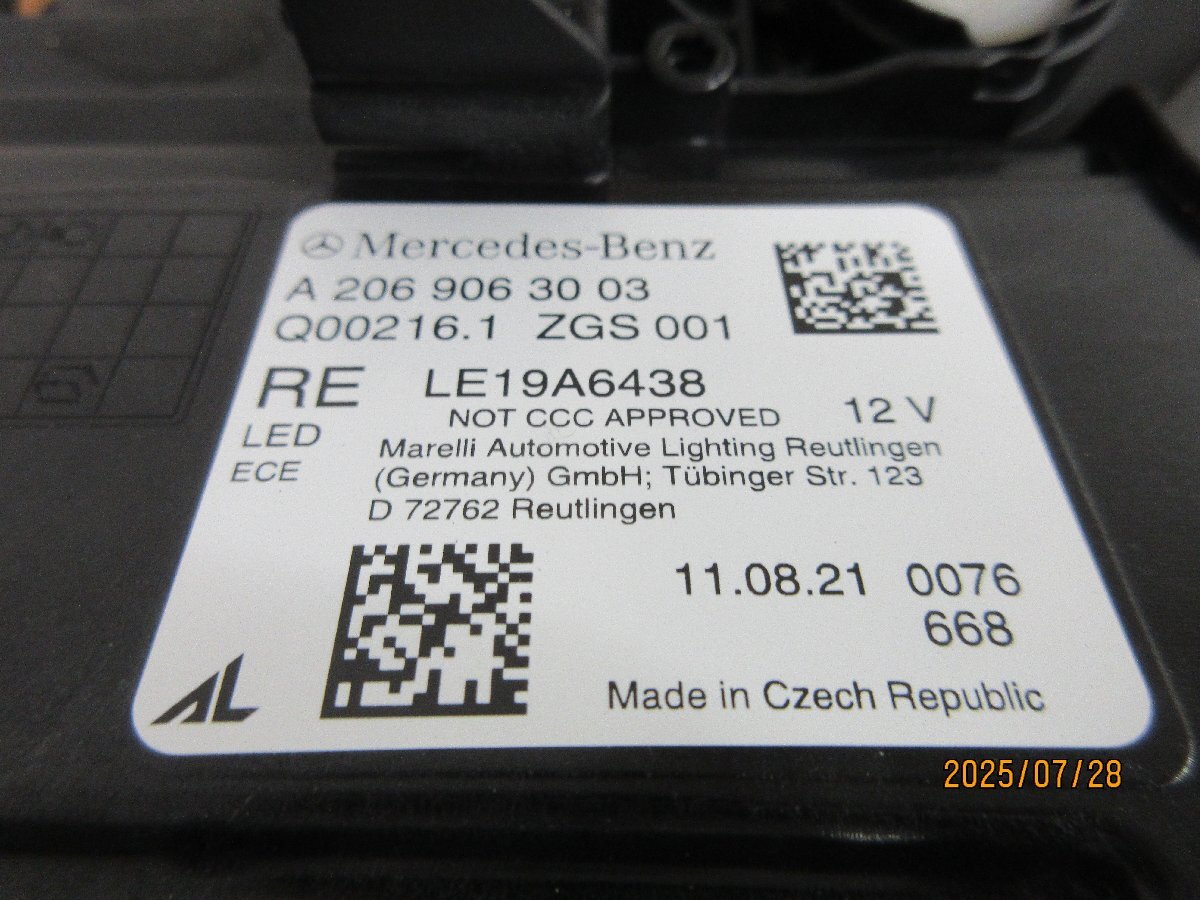 Mercedes-Benz
A 206 906 30 03
Q00216.1 ZGS 001
RE LE19A6438
NOT CCC APPROVED 12 V
LED
ECE
Marelli Automotive Lighting Reutlingen
(Germany) GmbH; Tübinger Str. 123
D 72762 Reutlingen
11.08.21 0076
668
AL
Made in Czech Republic
2025/07/28